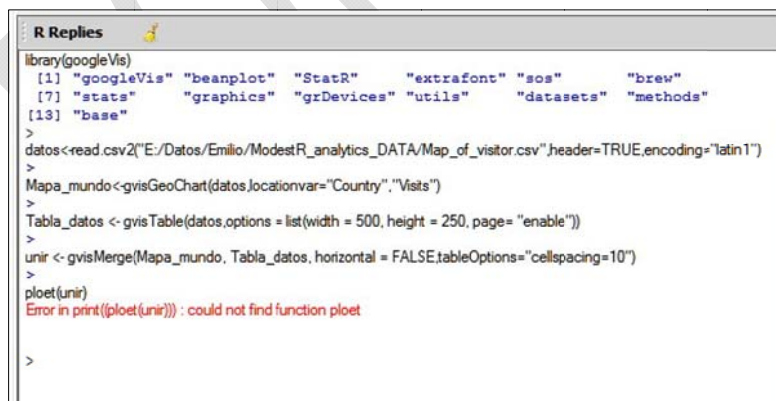 R Replies
library(googleVis)
[1] "googleVis" "beanplot" "StatR" "extrafont" "sos" "brew"
[7] "stats" "graphics" "grDevices" "utils" "datasets" "methods"
[13] "base"
>
datos<-read.csv2("E:/Datos/Emilio/ModestR_analytics_DATA/Map_of_visitor.csv",header=TRUE,encoding="latin1")
>
Mapa_mundo<-gvisGeoChart(datos,locationvar="Country","Visits")
>
Tabla_datos <- gvisTable(datos,options = list(width = 500, height = 250, page= "enable"))
>
unir <- gvisMerge(Mapa_mundo, Tabla_datos, horizontal = FALSE,tableOptions="cellspacing=10")
>
ploet(unir)
Error in print((ploet(unir))) : could not find function ploet
>